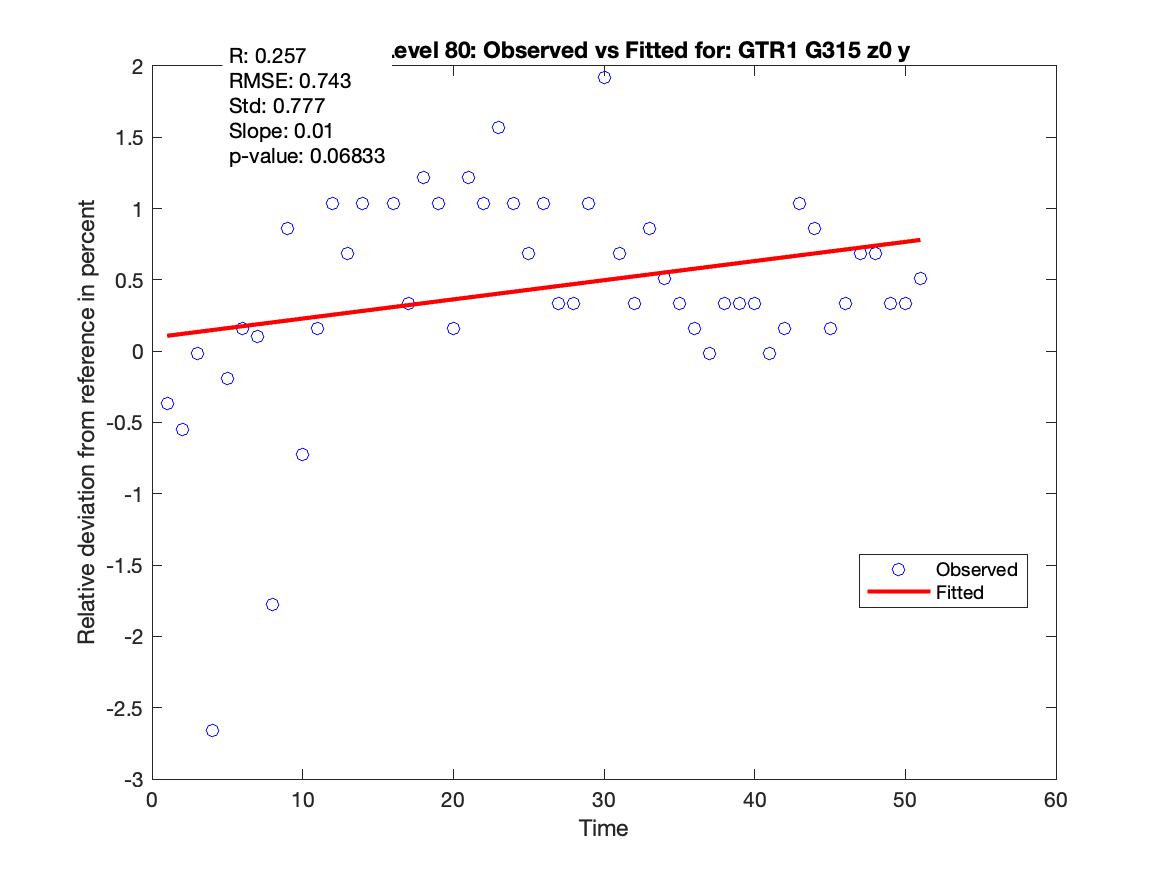 R: 0.257
RMSE: 0.743
Std: 0.777
Slope: 0.01
p-value: 0.06833
80: Observed vs Fitted for: GTR1 G315 z0 y
2
1.5
1
0.5
0
-0.5
-1
-1.5
-2
-2.5
-3
Relative deviation from reference in percent
Observed
Fitted
0 10 20 30 40 50 60
Time